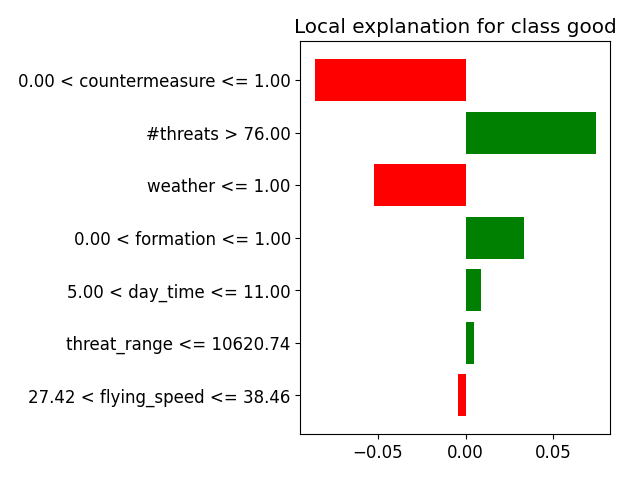 Local explanation for class good
0.00 < countermeasure <= 1.00
#threats > 76.00
weather <= 1.00
0.00 < formation <= 1.00
5.00 < day_time <= 11.00
threat_range <= 10620.74
27.42 < flying_speed <= 38.46
−0.05 0.00 0.05